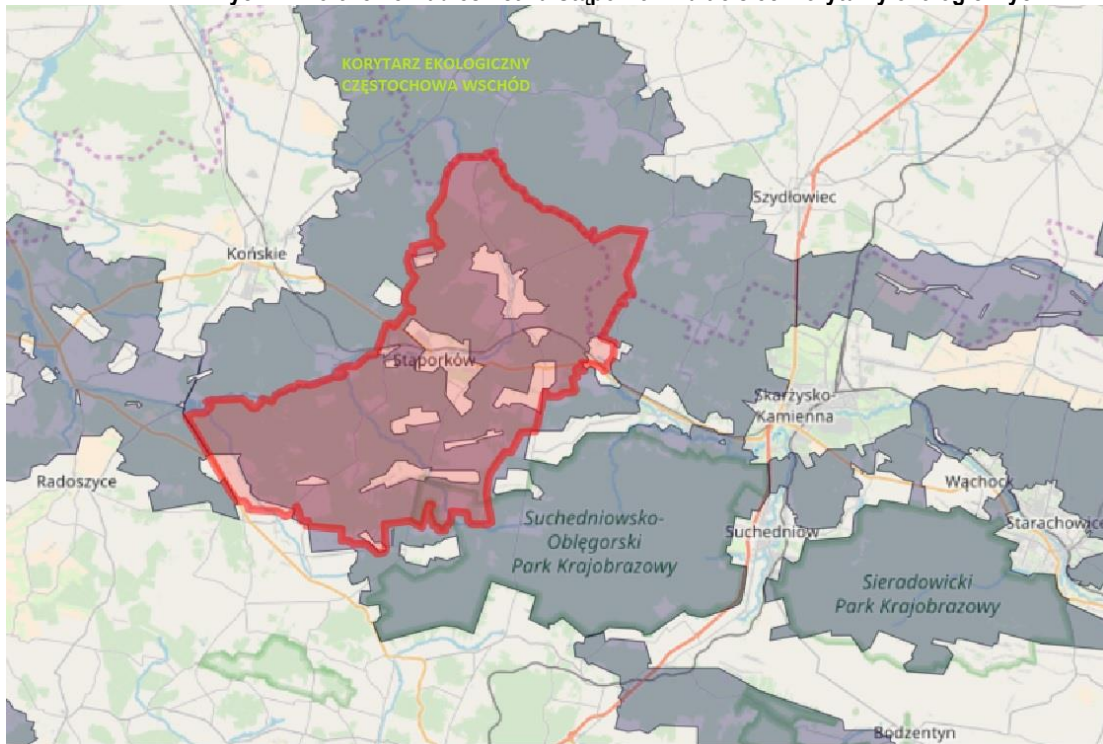 KORYTARZ EKOLOGICZNY
CZĘSTOCHOWA WSCHÓD
Szydłowiec
Końskie
Stąporków
Skarżysko-
Kamienna
Radoszyce
Wąchock
Suchedniowsko-
Oblęgorski
Park Krajobrazowy
Suchedniów
Starachowice
Sieradowicki
Park Krajobrazowy
Bodzentyn